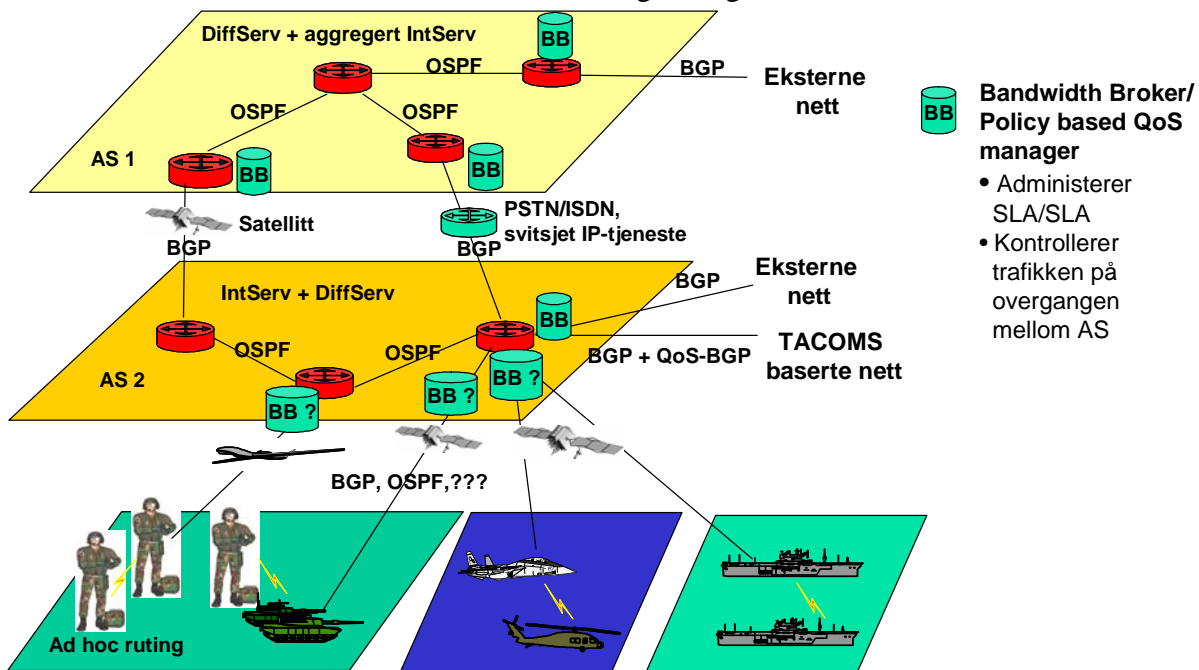 DiffServ + aggregert IntServ
BB
OSPF
BGP
Eksterne
nett
OSPF
OSPF
AS 1
BB
BB
BB
Bandwidth Broker/
Policy based QoS
manager
• Administerer
SLA/SLA
• Kontrollerer
trafikken på
overgangen
mellom AS
Satellitt
PSTN/ISDN,
svitsjet IP-tjeneste
BGP
BGP
IntServ + DiffServ
BGP
Eksterne
nett
BB
OSPF
OSPF
BGP + QoS-BGP
TACOMS
baserte nett
AS 2
BB ?
BB ?
BB ?
BGP, OSPF,???
Ad hoc ruting